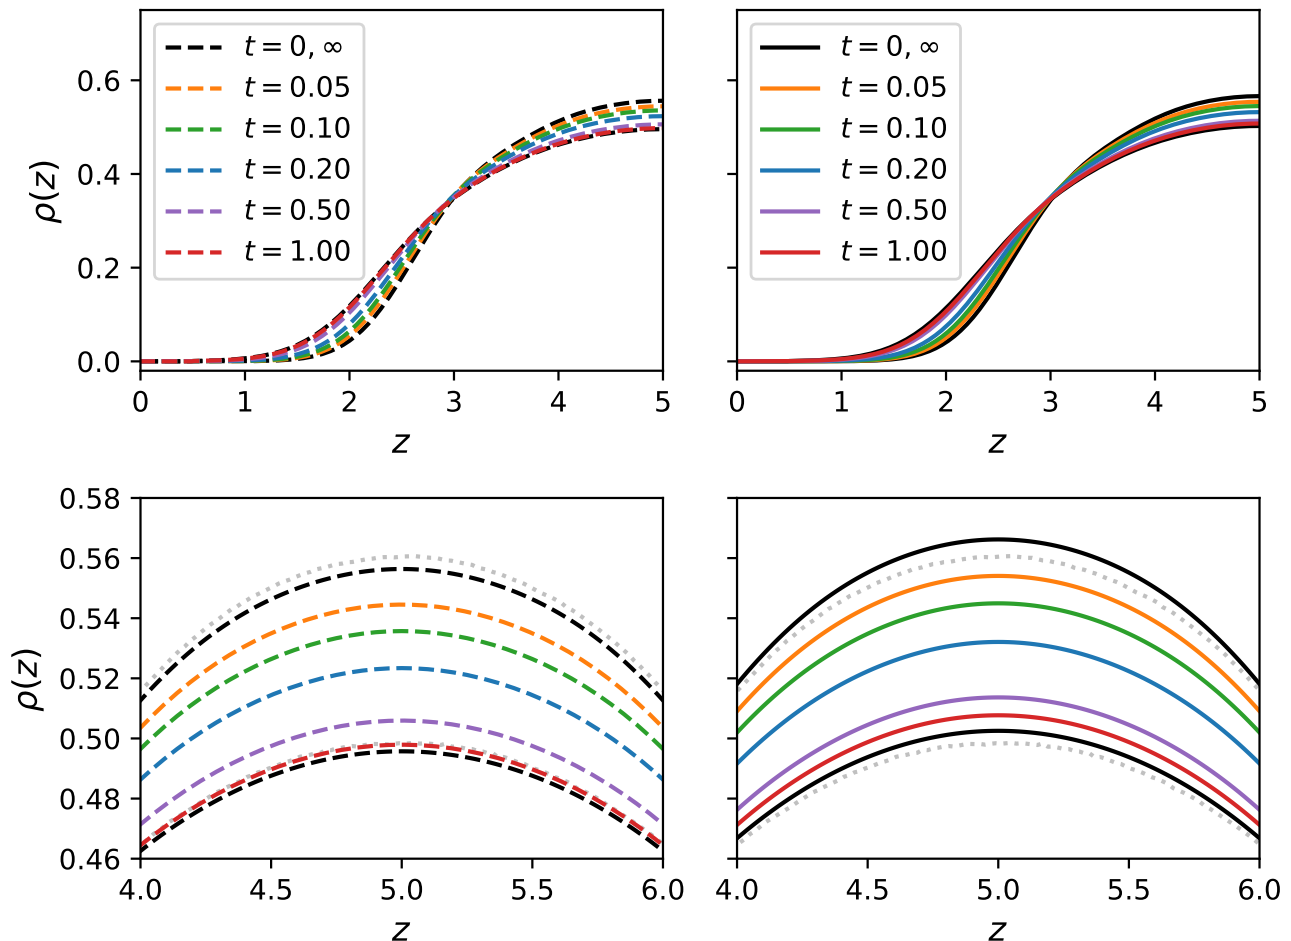 t = 0, ∞
t = 0.05
t = 0.10
t = 0.20
t = 0.50
t = 1.00
ρ(z)
0.6
0.4
0.2
0.0
0 1 2 3 4 5
z
t = 0, ∞
t = 0.05
t = 0.10
t = 0.20
t = 0.50
t = 1.00
0 1 2 3 4 5
z
ρ(z)
0.58
0.56
0.54
0.52
0.50
0.48
0.46
4.0 4.5 5.0 5.5 6.0
z
4.0 4.5 5.0 5.5 6.0
z